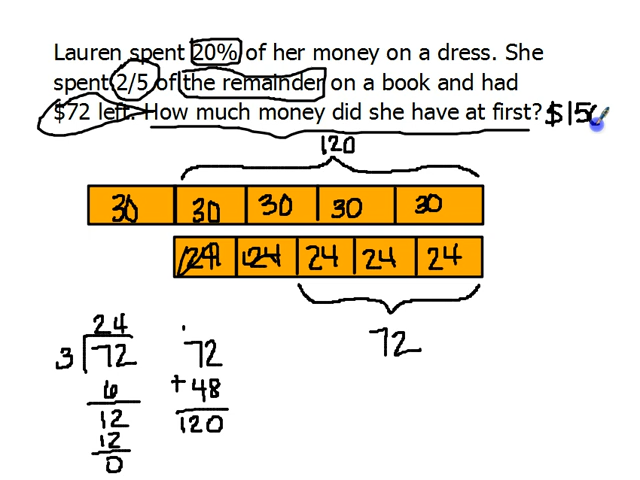 Lauren spent 20% of her money on a dress. She
spent 2/5 of the remainder on a book and had
$72 left. How much money did she have at first? $150
120
30 30 30 30 30
24 24 24 24 24
72
24
3 72
6
12
12
0
72
+48
120